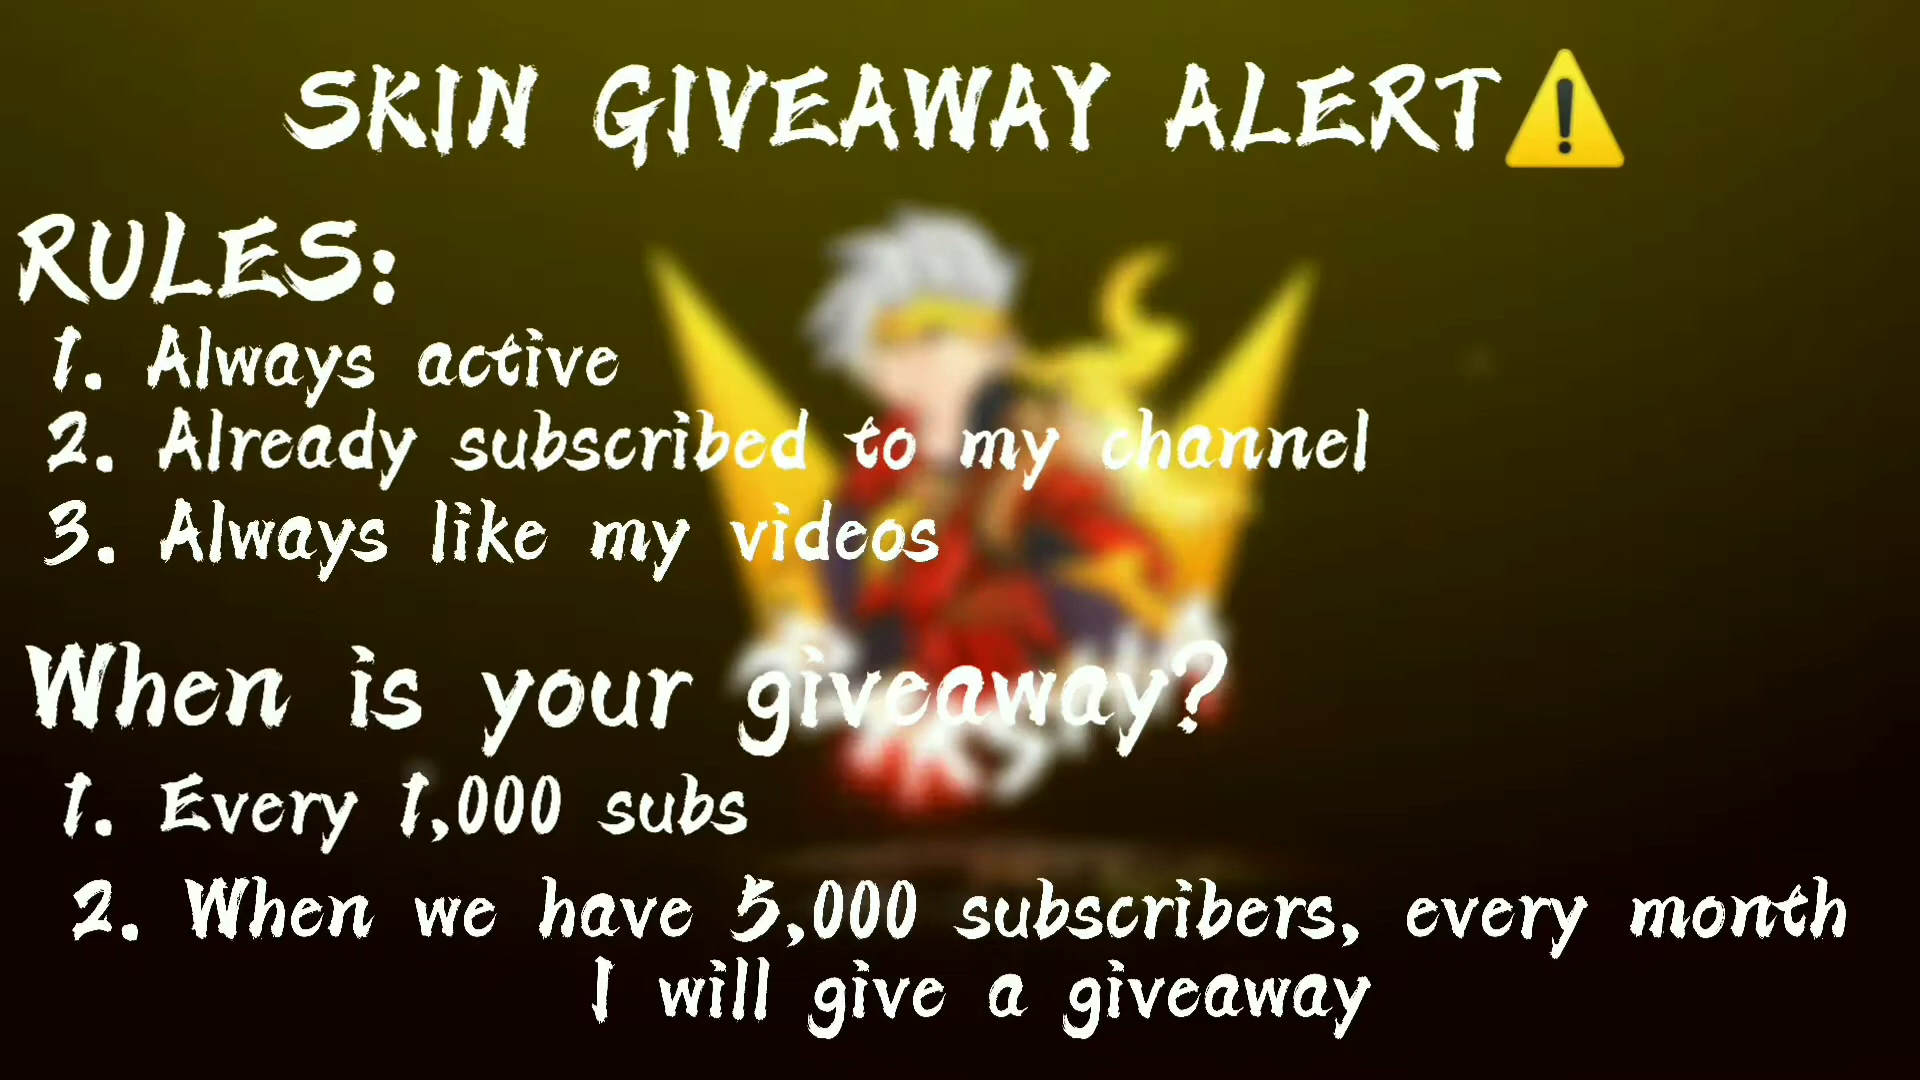 SKIN GIVEAWAY ALERT⚠️
RULES:
1. Always active
2. Already subscribed to my channel
3. Always like my videos
When is your giveaway?
1. Every 1,000 subs
2. When we have 5,000 subscribers, every month
I will give a giveaway